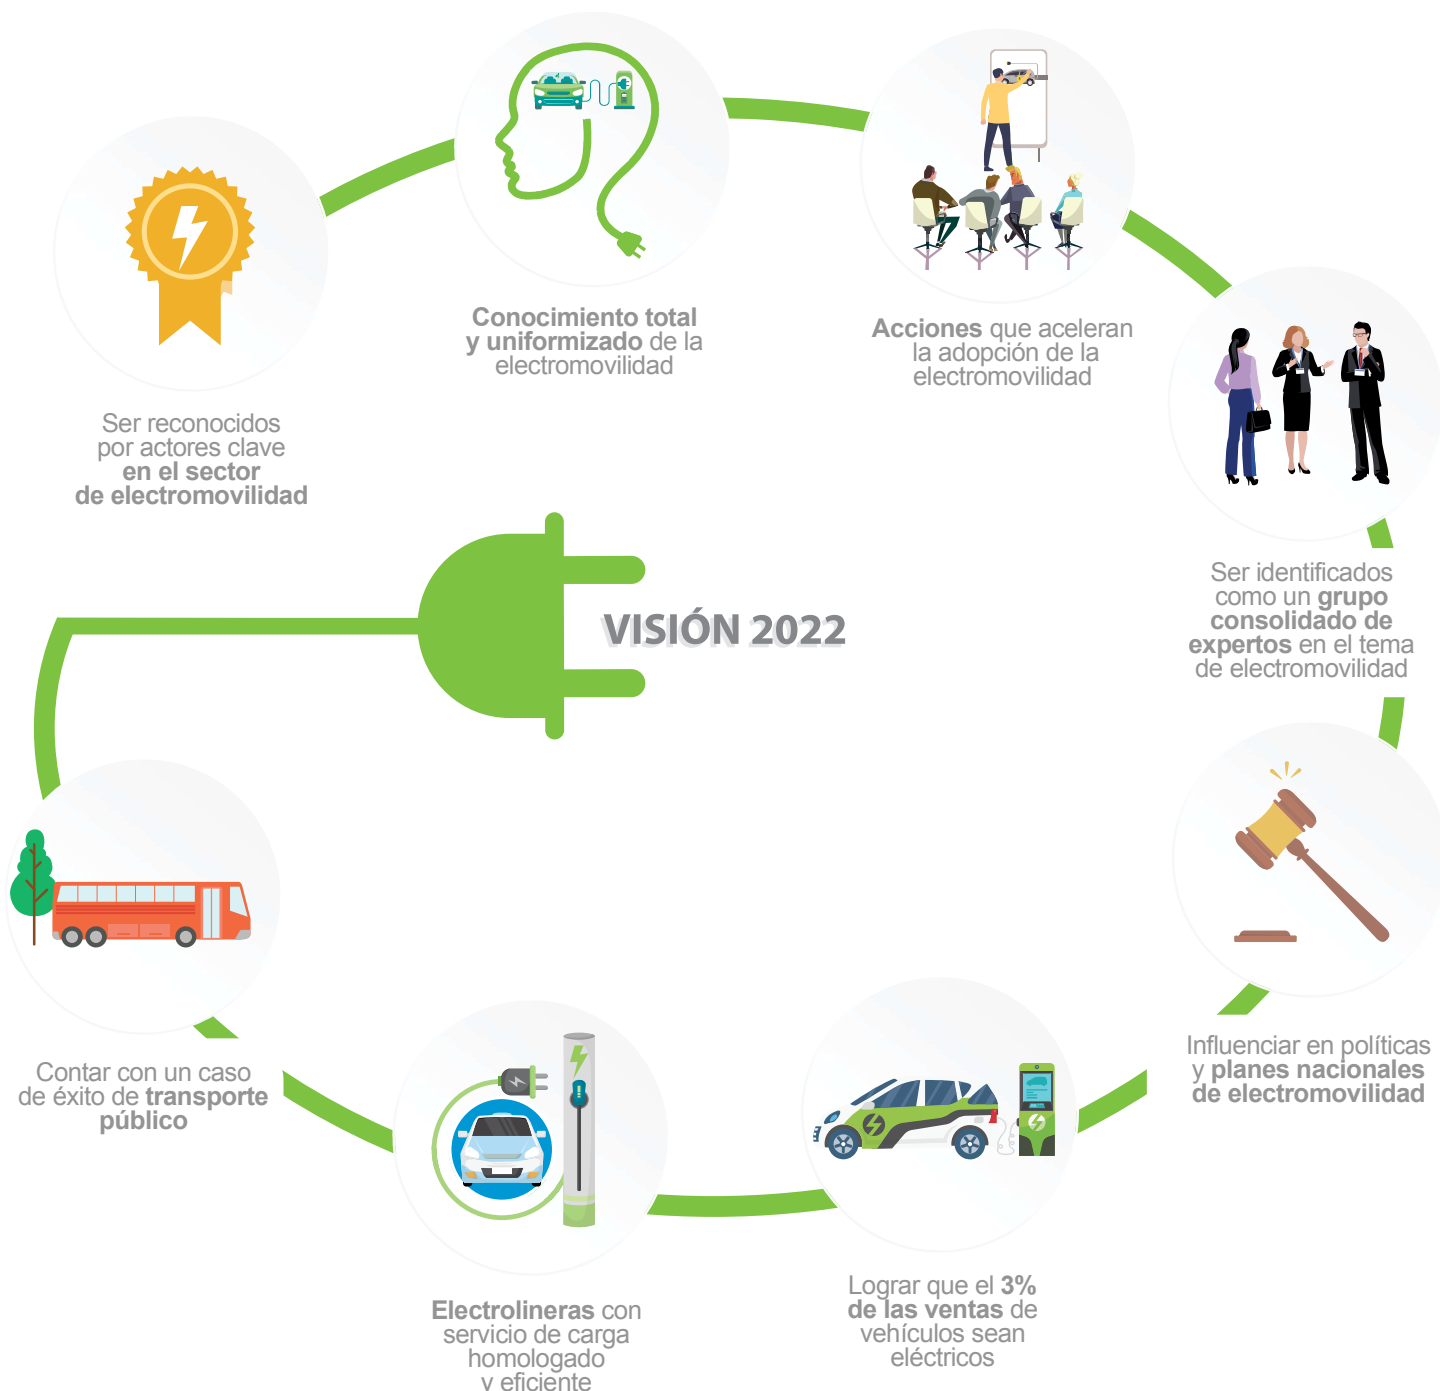 Conocimiento total
y uniformizado de la
electromovilidad
Acciones que aceleran
la adopción de la
electromovilidad
Ser reconocidos
por actores clave
en el sector
de electromovilidad
Ser identificados
como un grupo
consolidado de
expertos en el tema
de electromovilidad
VISIÓN 2022
Influenciar en políticas
y planes nacionales
de electromovilidad
Contar con un caso
de éxito de transporte
público
Lograr que el 3%
de las ventas de
vehículos sean
eléctricos
Electrolineras con
servicio de carga
homologado
y eficiente